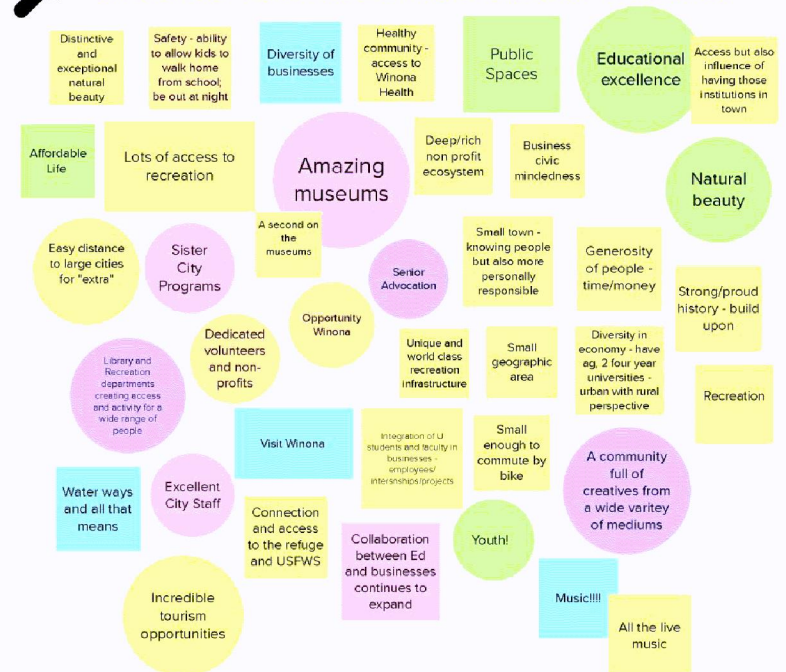 Distinctive
and
exceptional
natural
beauty
Safety - ability
to allow kids to
walk home
from school;
be out at night
Diversity of
businesses
Healthy
community -
access to
Winona
Health
Public
Spaces
Educational
excellence
Access but also
influence of
having those
institutions in
town
Affordable
Life
Lots of access to
recreation
Amazing
museums
Deep/rich
non profit
ecosystem
Business
civic
mindedness
Natural
beauty
Easy distance
to large cities
for "extra"
Sister
City
Programs
A second on
the
museums
Senior
Advocation
Small town -
knowing people
but also more
personally
responsible
Generosity
of people -
time/money
Strong/proud
history - build
upon
Opportunity
Winona
Dedicated
volunteers
and non-
profits
Unique and
world class
recreation
infrastructure
Small
geographic
area
Diversity in
economy - have
ag, 2 four year
universities -
urban with rural
perspective
Recreation
Library and
Recreation
departments
creating access
and activity for a
wide range of
people
Visit Winona
Integration of U
students and faculty in
businesses -
employees/
internships/projects
Small
enough to
commute by
bike
A community
full of
creatives from
a wide varitey
of mediums
Water ways
and all that
means
Excellent
City Staff
Connection
and access
to the refuge
and USFWS
Collaboration
between Ed
and businesses
continues to
expand
Youth!
Incredible
tourism
opportunities
Music!!!!
All the live
music